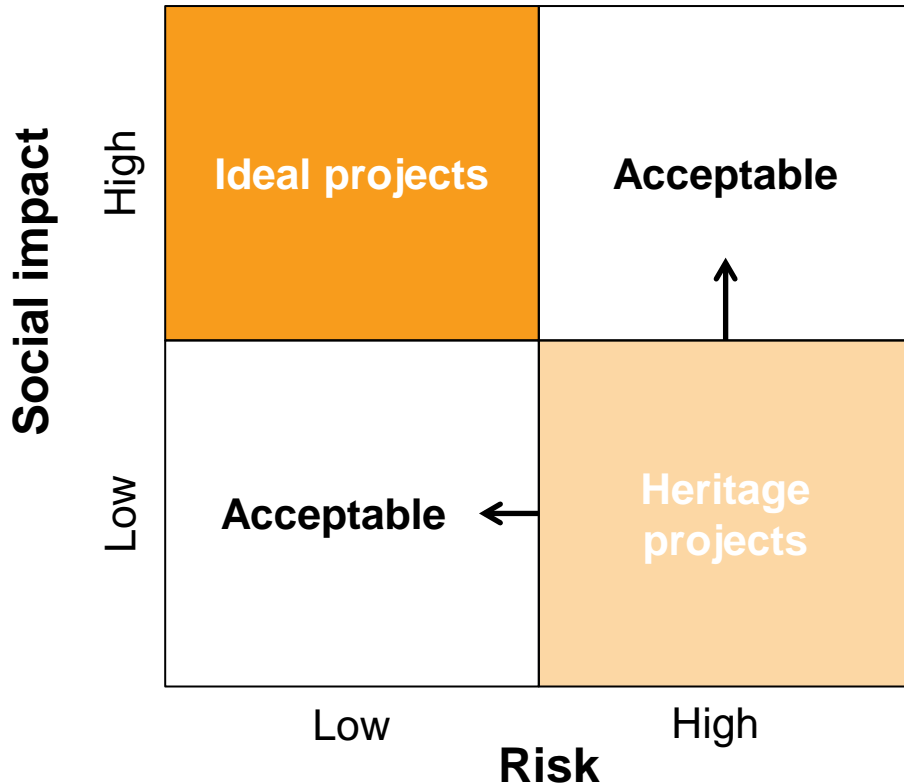 Social impact
High
Ideal projects
Acceptable
Low
Acceptable
Heritage
projects
Low
High
Risk